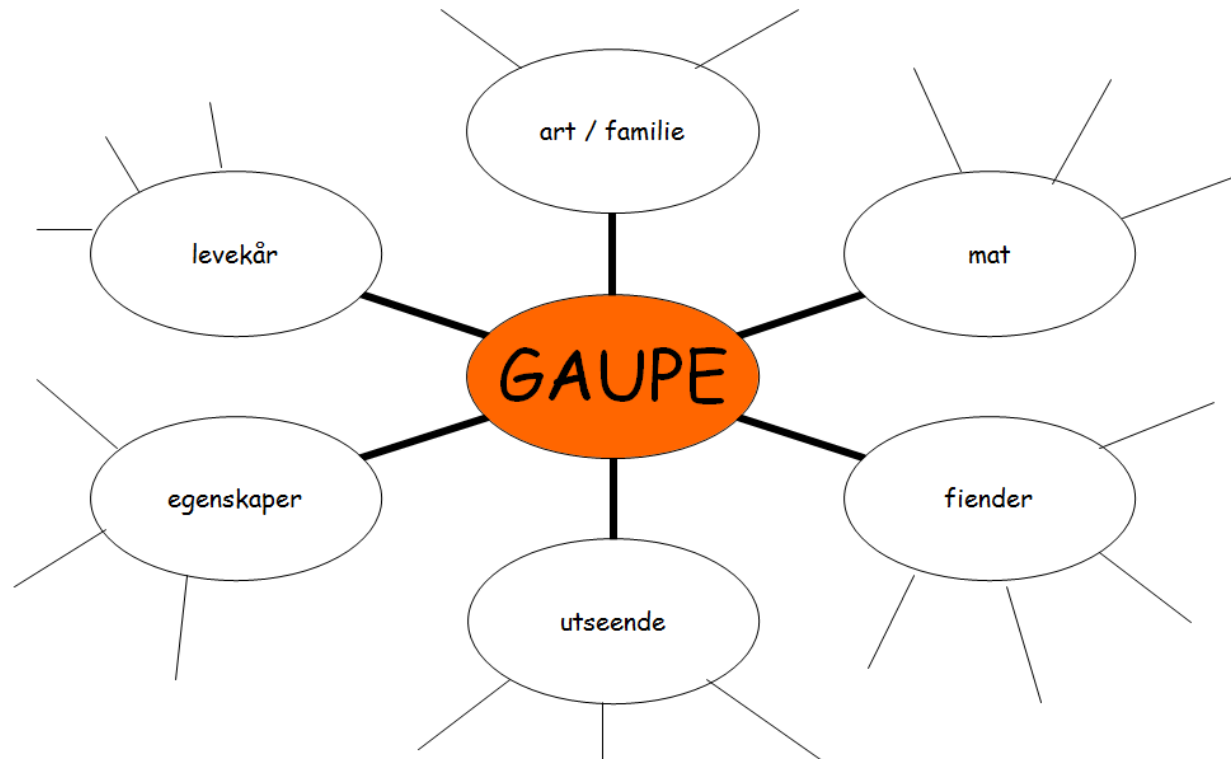 art / familie
levekår
mat
GAUPE
egenskaper
fiender
utseende